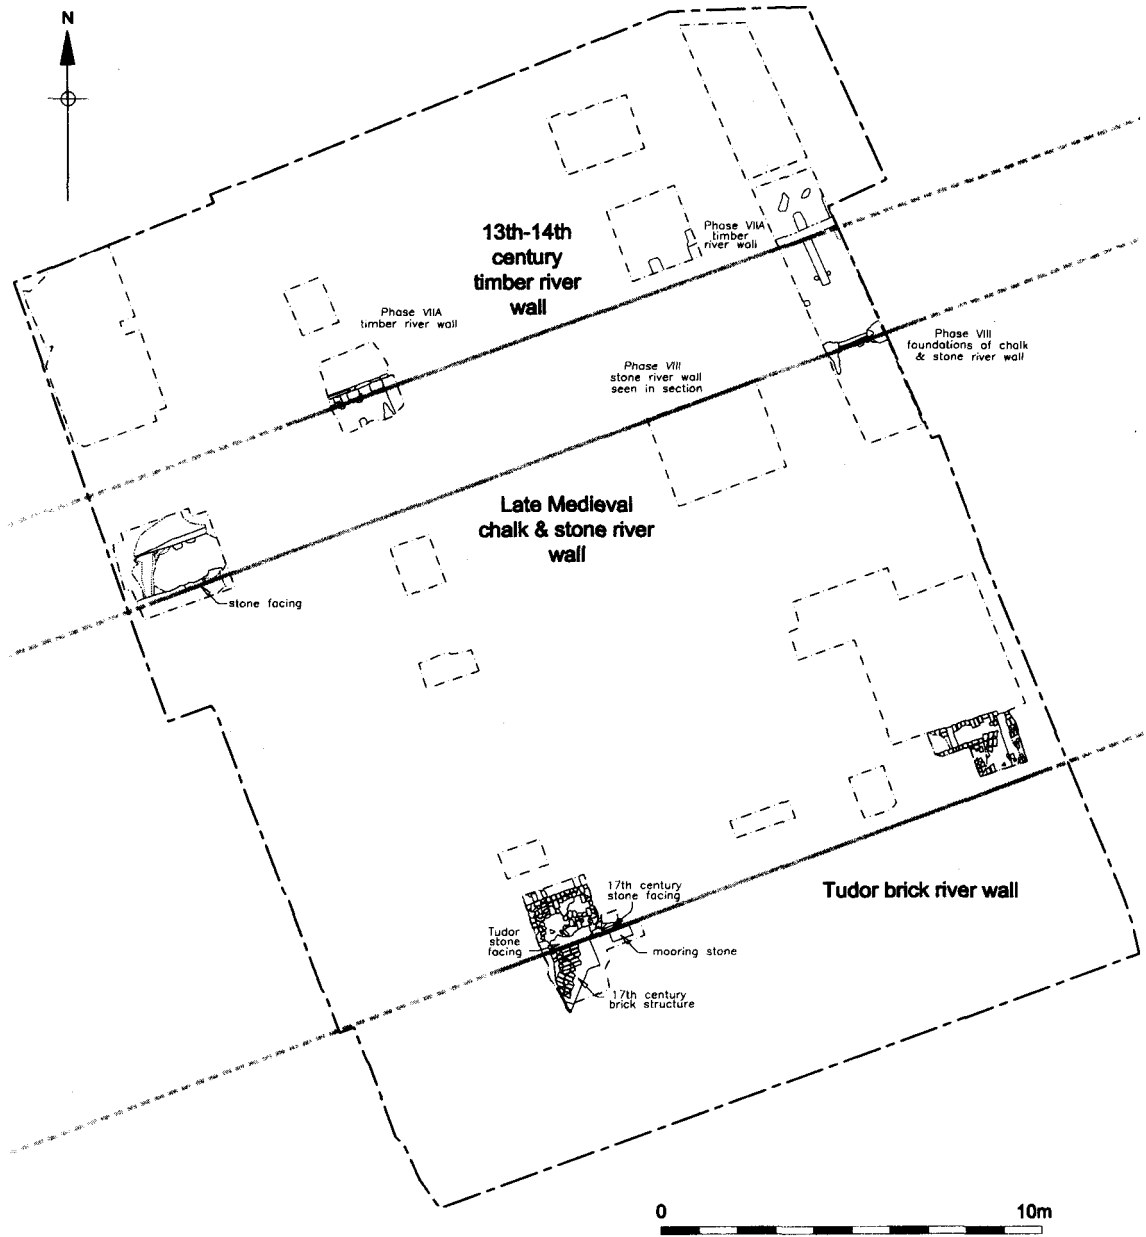 N
13th-14th
century
timber river
wall
Phase VIIA
timber
river wall
Phase VIIA
timber river wall
Phase VIII
foundations of chalk
& stone river wall
Phase VIII
stone river wall
seen in section
Late Medieval
chalk & stone river
wall
stone facing
17th century
stone facing
Tudor brick river wall
Tudor
stone
facing
mooring stone
17th century
brick structure
0
10m